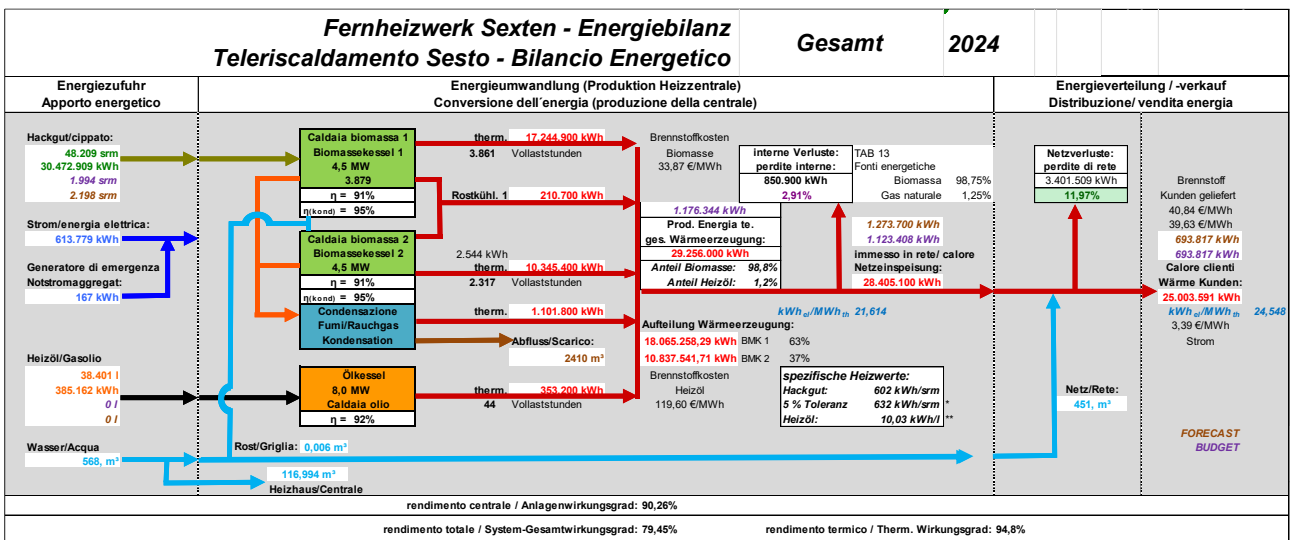 Fernheizwerk Sexten - Energiebilanz
Teleriscaldamento Sesto - Bilancio Energetico
Gesamt
2024
Energiezufuhr
Apporto energetico
Energieumwandlung (Produktion Heizzentrale)
Conversione dell´energia (produzione della centrale)
Energieverteilung / -verkauf
Distribuzione/ vendita energia
Hackgut/cippato:
48.209 srm
30.472.909 kWh
1.994 srm
2.198 srm
Strom/energia elettrica:
613.779 kWh
Generatore di emergenza
Notstromaggregat:
167 kWh
Heizöl/Gasolio
38.401 l
385.162 kWh
0 l
0 l
Wasser/Acqua
568, m³
Caldaia biomassa 1
Biomassekessel 1
4,5 MW
3.879
η = 91%
η(kond) = 95%
Caldaia biomassa 2
Biomassekessel 2
4,5 MW
η = 91%
η(kond) = 95%
Condensazione
Fumi/Rauchgas
Kondensation
Ölkessel
8,0 MW
Caldaia olio
η = 92%
Rost/Griglia: 0,006 m³
116,994 m³
Heizhaus/Centrale
therm. 17.244.900 kWh
3.861 Vollaststunden
Rostkühl. 1 210.700 kWh
2.544 kWh
therm. 10.345.400 kWh
2.317 Vollaststunden
therm. 1.101.800 kWh
Abfluss/Scarico:
2410 m³
therm. 353.200 kWh
44 Vollaststunden
Brennstoffkosten
Biomasse
33,87 €/MWh
1.176.344 kWh
Prod. Energia te.
ges. Wärmeerzeugung:
29.256.000 kWh
Anteil Biomasse: 98,8%
Anteil Heizöl: 1,2%
interne Verluste:
perdite interne:
850.900 kWh
2,91%
TAB 13
Fonti energetiche
Biomassa 98,75%
Gas naturale 1,25%
1.273.700 kWh
1.123.408 kWh
immesso in rete/ calore
Netzeinspeisung:
28.405.100 kWh
kWh el/MWh th 21,614
Aufteilung Wärmeerzeugung:
18.065.258,29 kWh BMK 1 63%
10.837.541,71 kWh BMK 2 37%
Brennstoffkosten
Heizöl
119,60 €/MWh
spezifische Heizwerte:
Hackgut: 602 kWh/srm
5 % Toleranz 632 kWh/srm *
Heizöl: 10,03 kWh/l **
Netzverluste:
perdite di rete
3.401.509 kWh
11,97%
Netz/Rete:
451, m³
Brennstoff
Kunden geliefert
40,84 €/MWh
39,63 €/MWh
693.817 kWh
693.817 kWh
Calore clienti
Wärme Kunden:
25.003.591 kWh
kWh el/MWh th 24,548
3,39 €/MWh
Strom
FORECAST
BUDGET
rendimento centrale / Anlagenwirkungsgrad: 90,26%
rendimento totale / System-Gesamtwirkungsgrad: 79,45%
rendimento termico / Therm. Wirkungsgrad: 94,8%